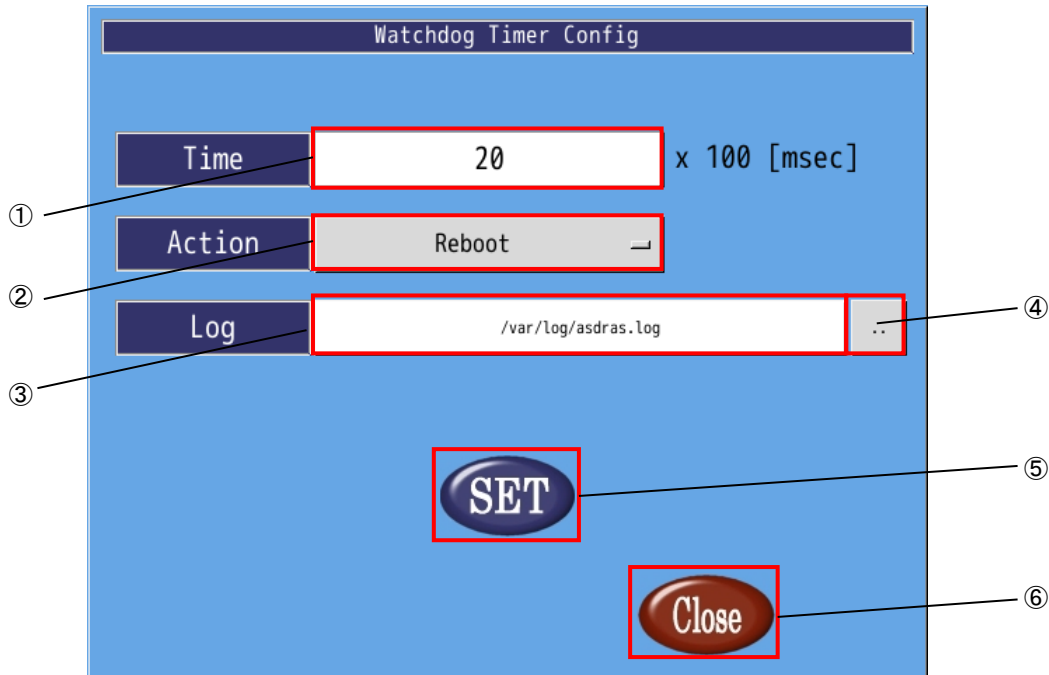 Watchdog Timer Config
Time 20 x 100 [msec]
①
Action Reboot
②
Log /var/log/asdras.log ..
④
③
SET
⑤
Close
⑥